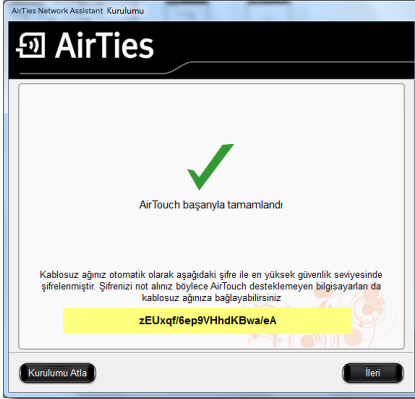 AirTies Network Assistant Kurulumu
AirTies
AirTouch başarıyla tamamlandı
Kablosuz ağınız otomatik olarak aşağıdaki şifre ile en yüksek güvenlik seviyesinde
şifrelenmiştir. Şifrenizi not alınız böylece AirTouch desteklemeyen bilgisayarları da
kablosuz ağınıza bağlayabilirsiniz
zEUxqf/6ep9VHhdKBwa/eA
Kurulumu Atla
İleri